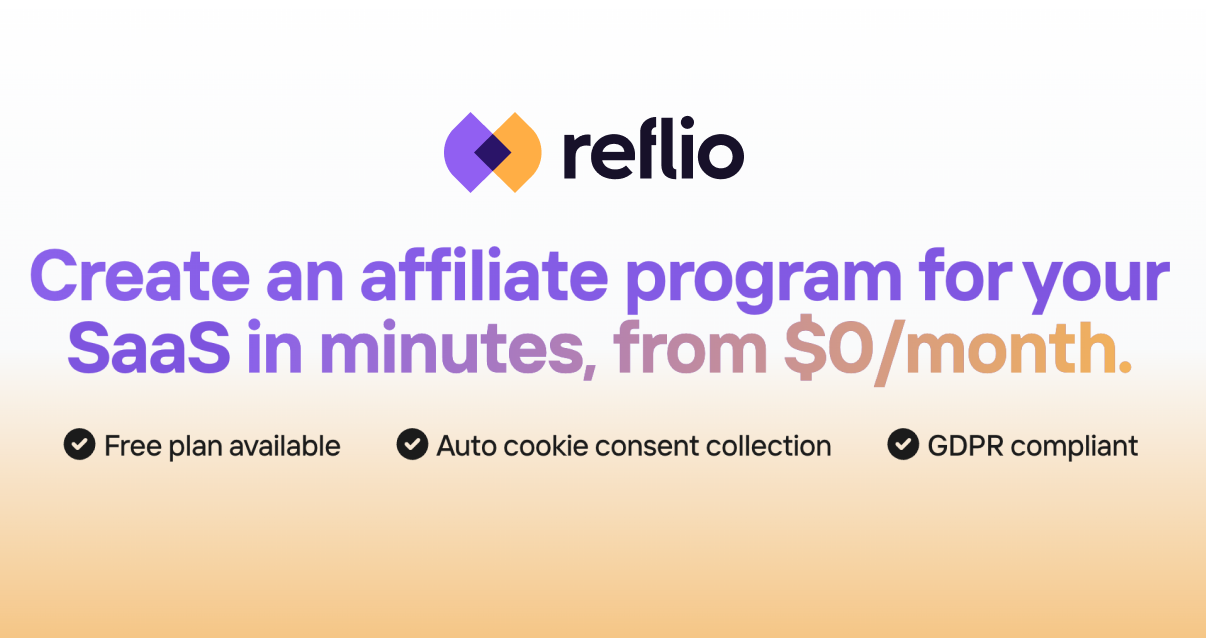 reflio
Create an affiliate program for your
SaaS in minutes, from $0/month.
Free plan available
Auto cookie consent collection
GDPR compliant